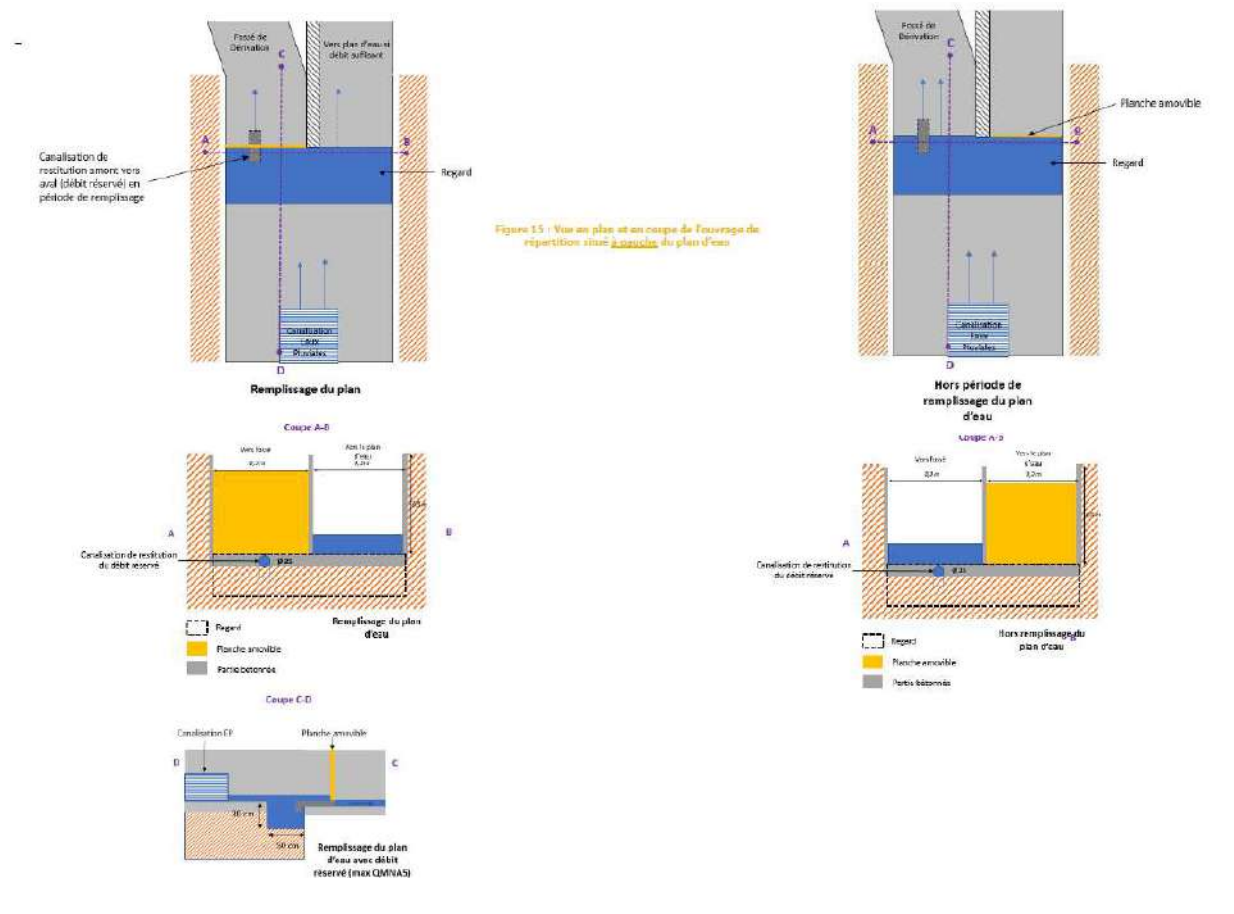 Fossé de
Dérivation
C
Vers plan d'eau si
débit suffisant
A
B
Canalisation de
restitution amont vers
aval (débit réservé) en
période de remplissage
Regard
Canalisation
Eaux
Pluviales
D
Remplissage du plan
Fossé de
Dérivation
C
Planche amovible
A
Regard
Canalisation
Eaux
Pluviales
D
Hors période de
remplissage du plan
d'eau
Figure 15 : Vue en plan et en coupe de l'ouvrage de
répartition situé à gauche du plan d'eau
Coupe A-B
Vers fossé
Vers le plan
d'eau
A
B
Canalisation de restitution
du débit réservé
Regard
Planche amovible
Partie bétonnée
Remplissage du plan
d'eau
Coupe A-B
Vers fossé
Vers le plan
d'eau
A
Canalisation de restitution
du débit réservé
Regard
Planche amovible
Partie bétonnée
Hors remplissage du
plan d'eau
B
Coupe C-D
Canalisation EP
Planche amovible
D
C
30 cm
50 cm
Remplissage du plan
d'eau avec débit
réservé (max QMNA5)